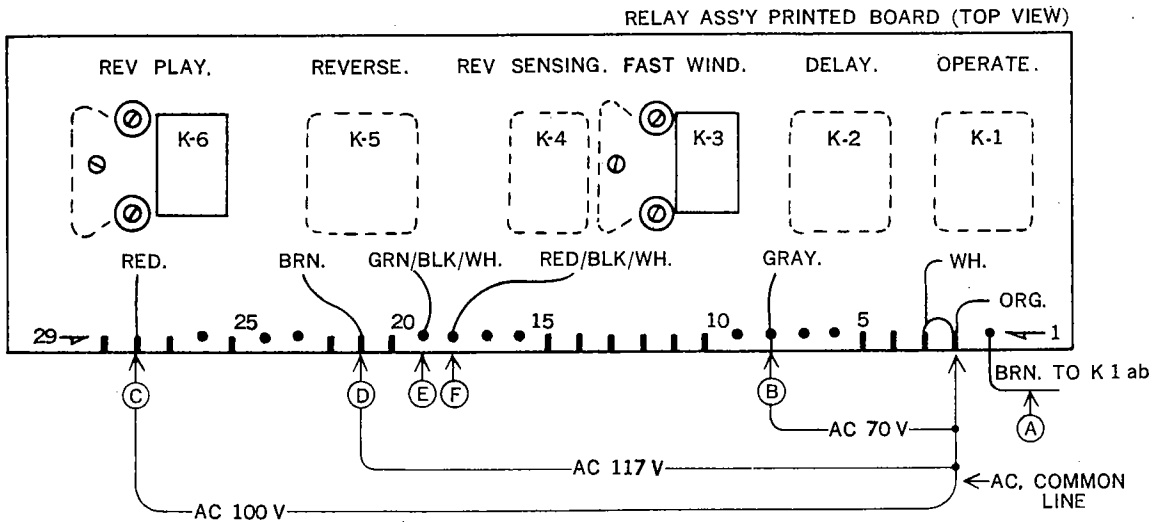 RELAY ASS'Y PRINTED BOARD (TOP VIEW)
REV PLAY. REVERSE. REV SENSING. FAST WIND. DELAY. OPERATE.
K-6 K-5 K-4 K-3 K-2 K-1
RED. BRN. GRN/BLK/WH. RED/BLK/WH. GRAY. WH.
ORG.
29 25 20 15 10 5 1
BRN. TO K 1 ab
C D E F B A
AC 70 V
AC 117 V
AC, COMMON
LINE
AC 100 V